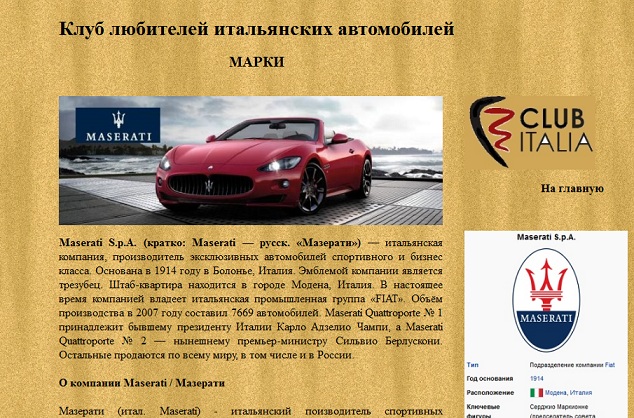 Клуб любителей итальянских автомобилей
МАРКИ
MASERATI
CLUB
ITALIA
На главную
Maserati S.p.A. (кратко: Maserati — русск. «Мазерати») — итальянская
компания, производитель эксклюзивных автомобилей спортивного и бизнес
класса. Основана в 1914 году в Болонье, Италия. Эмблемой компании является
трезубец. Штаб-квартира находится в городе Модена, Италия. В настоящее
время компанией владеет итальянская промышленная группа «FIAT». Объём
производства в 2007 году составил 7669 автомобилей. Maserati Quattroporte № 1
принадлежит бывшему президенту Италии Карло Адзелио Чампи, а Maserati
Quattroporte № 2 — нынешнему премьер-министру Сильвио Берлускони.
Остальные продаются по всему миру, в том числе и в России.
О компании Maserati / Мазерати
Мазерати (итал. Maserati) - итальянский поизводитель спортивных
Maserati S.p.A.
MASERATI
Тип Подразделение компании Fiat
Год основания 1914
Расположение Модена, Италия
Ключевые Серджио Маркионне
фигуры (председатель совета